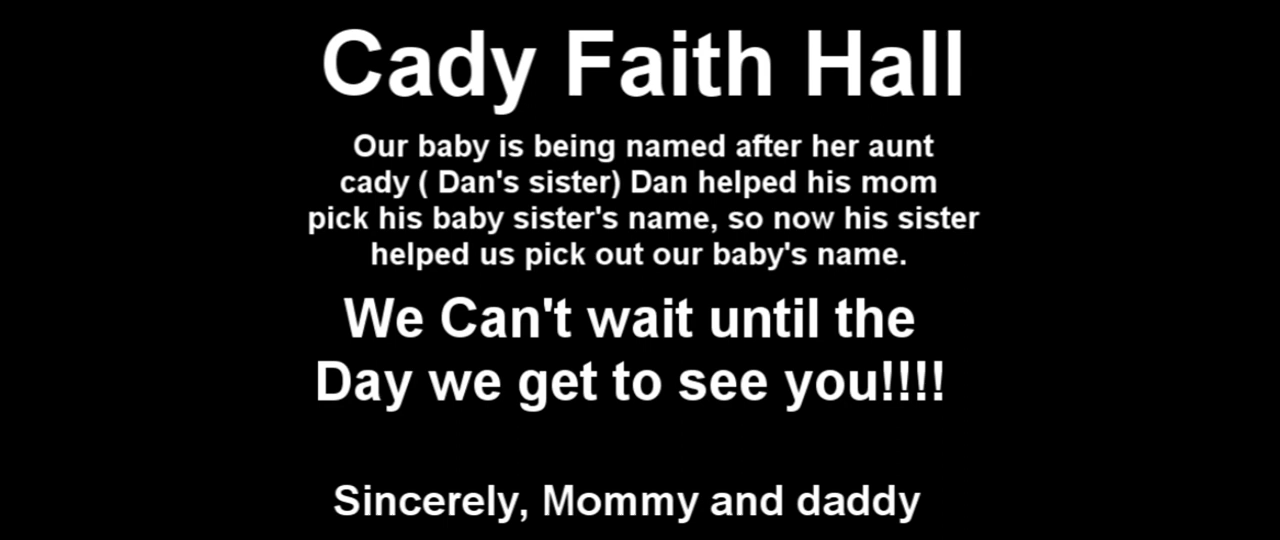 Cady Faith Hall
Our baby is being named after her aunt
cady ( Dan's sister) Dan helped his mom
pick his baby sister's name, so now his sister
helped us pick out our baby's name.
We Can't wait until the
Day we get to see you!!!!
Sincerely, Mommy and daddy